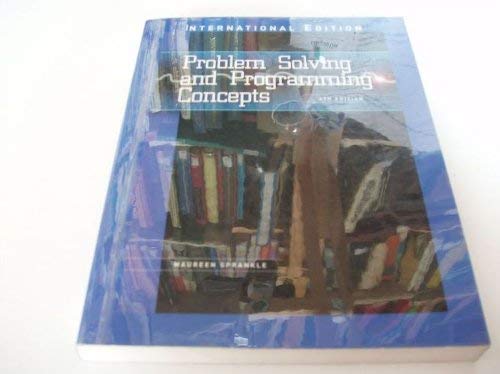 INTERNATIONAL EDITION
Problem Solving
and Programming
Concepts
MAUREEN SPRANKLE